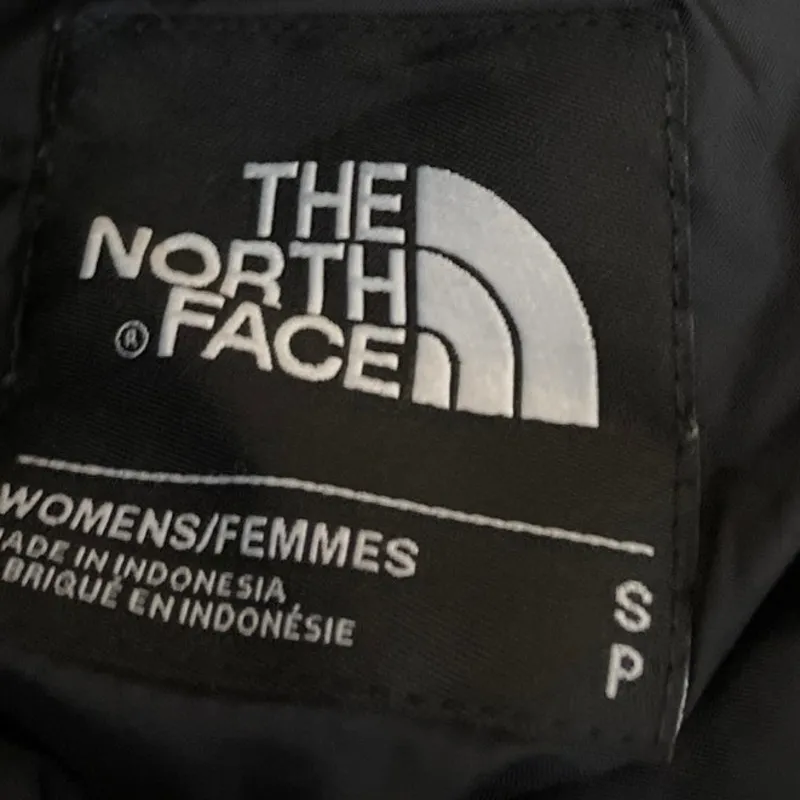 THE
NORTH
® FACE
WOMENS/FEMMES
ADE IN INDONESIA
BRIQUÉ EN INDONÉSIE
S
P